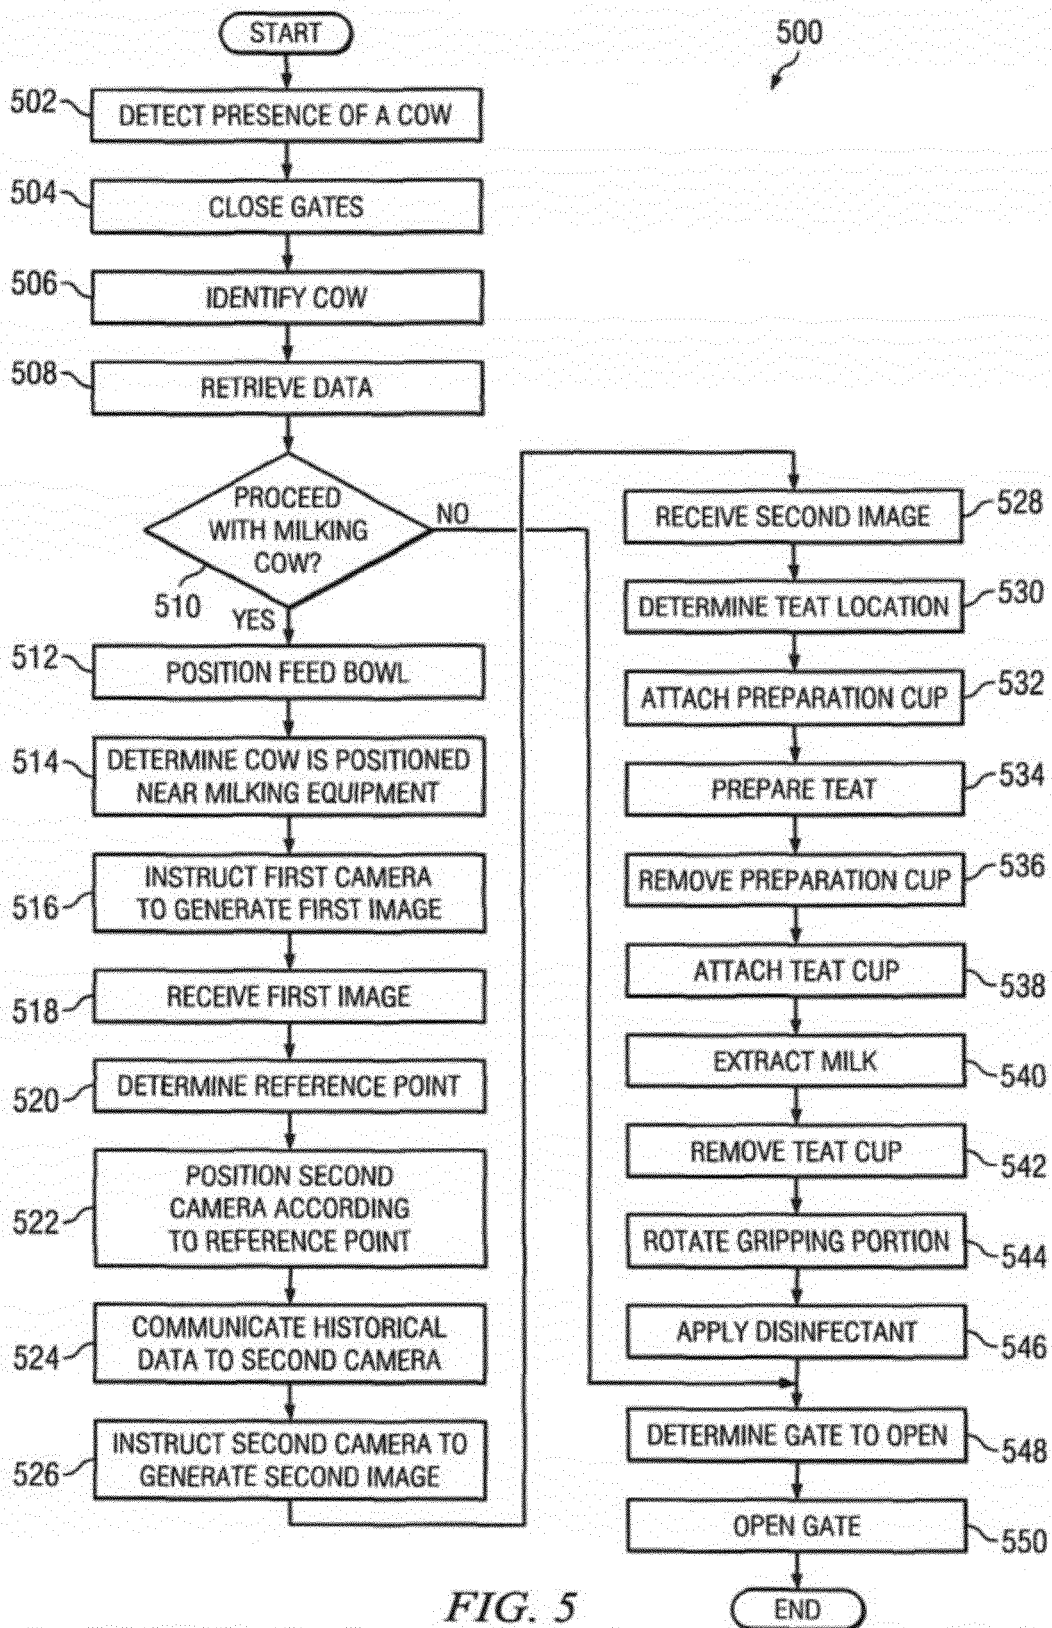 START
500
502
DETECT PRESENCE OF A COW
504
CLOSE GATES
506
IDENTIFY COW
508
RETRIEVE DATA
PROCEED
WITH MILKING
COW?
510
NO
YES
512
POSITION FEED BOWL
514
DETERMINE COW IS POSITIONED
NEAR MILKING EQUIPMENT
516
INSTRUCT FIRST CAMERA
TO GENERATE FIRST IMAGE
518
RECEIVE FIRST IMAGE
520
DETERMINE REFERENCE POINT
522
POSITION SECOND
CAMERA ACCORDING
TO REFERENCE POINT
524
COMMUNICATE HISTORICAL
DATA TO SECOND CAMERA
526
INSTRUCT SECOND CAMERA TO
GENERATE SECOND IMAGE
RECEIVE SECOND IMAGE
528
DETERMINE TEAT LOCATION
530
ATTACH PREPARATION CUP
532
PREPARE TEAT
534
REMOVE PREPARATION CUP
536
ATTACH TEAT CUP
538
EXTRACT MILK
540
REMOVE TEAT CUP
542
ROTATE GRIPPING PORTION
544
APPLY DISINFECTANT
546
DETERMINE GATE TO OPEN
548
OPEN GATE
550
END
FIG. 5